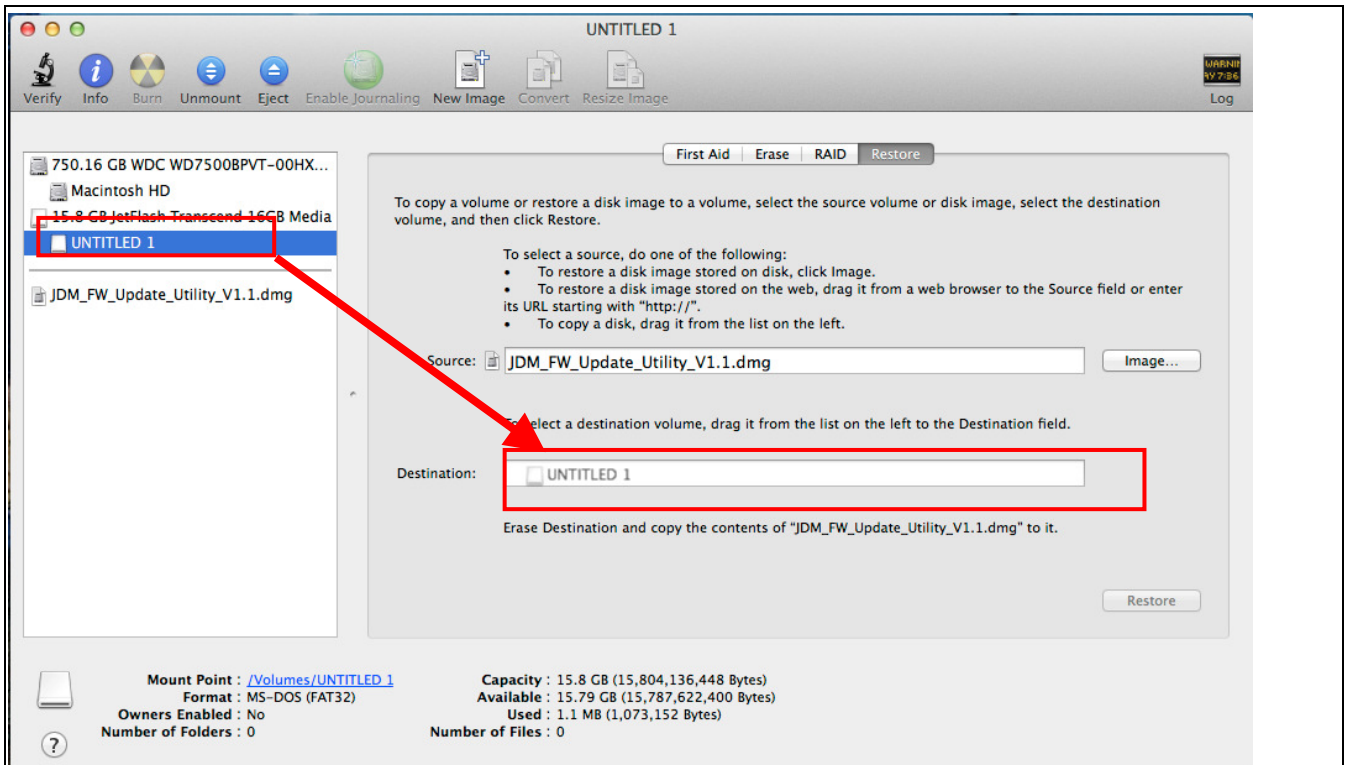 UNTITLED 1
Verify Info Burn Unmount Eject Enable Journaling New Image Convert Resize Image
WARNIN
AY 7:36
Log
750.16 GB WDC WD7500BPVT-00HX...
Macintosh HD
15.8 GB JetFlash Transcend 16GB Media
UNTITLED 1
JDM_FW_Update_Utility_V1.1.dmg
First Aid Erase RAID Restore
To copy a volume or restore a disk image to a volume, select the source volume or disk image, select the destination
volume, and then click Restore.
To select a source, do one of the following:
• To restore a disk image stored on disk, click Image.
• To restore a disk image stored on the web, drag it from a web browser to the Source field or enter
its URL starting with “http://”.
• To copy a disk, drag it from the list on the left.
Source: JDM_FW_Update_Utility_V1.1.dmg Image...
To select a destination volume, drag it from the list on the left to the Destination field.
Destination: UNTITLED 1
Erase Destination and copy the contents of “JDM_FW_Update_Utility_V1.1.dmg” to it.
Restore
Mount Point : /Volumes/UNTITLED 1 Capacity : 15.8 GB (15,804,136,448 Bytes)
Format : MS-DOS (FAT32) Available : 15.79 GB (15,787,622,400 Bytes)
Owners Enabled : No Used : 1.1 MB (1,073,152 Bytes)
Number of Folders : 0 Number of Files : 0
?